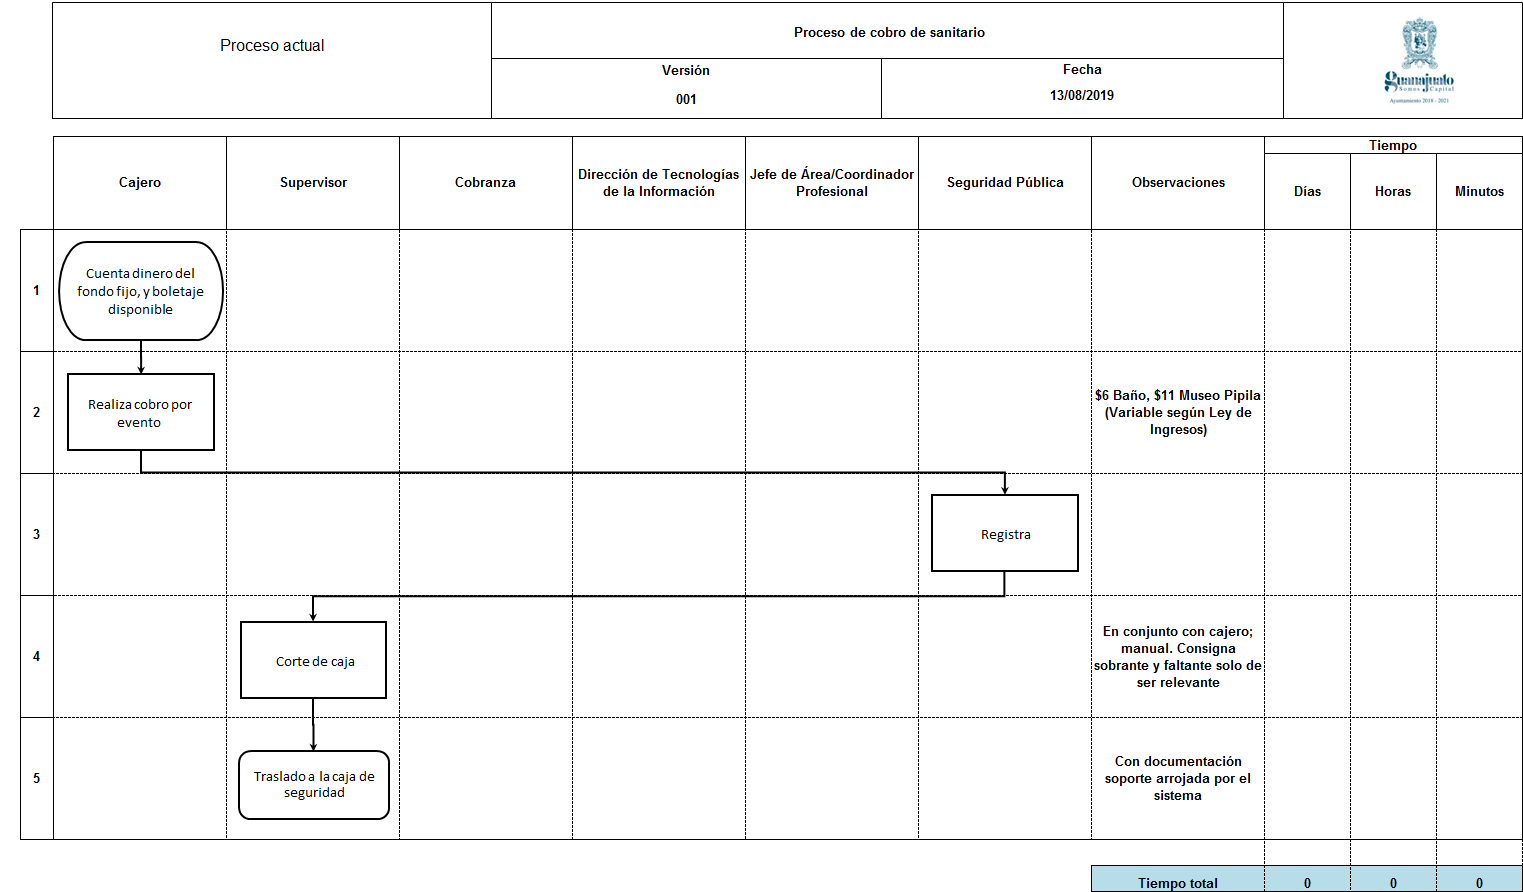 Proceso actual
Proceso de cobro de sanitario
Versión
001
Fecha
13/08/2019
Guanajuato
Somos Capital
Ayuntamiento 2018 - 2021
Cajero
Supervisor
Cobranza
Dirección de Tecnologías
de la Información
Jefe de Área/Coordinador
Profesional
Seguridad Pública
Observaciones
Tiempo
Días
Horas
Minutos
1
Cuenta dinero del
fondo fijo, y boletaje
disponible
2
Realiza cobro por
evento
$6 Baño, $11 Museo Pipila
(Variable según Ley de
Ingresos)
3
Registra
4
Corte de caja
En conjunto con cajero;
manual. Consigna
sobrante y faltante solo de
ser relevante
5
Traslado a la caja de
seguridad
Con documentación
soporte arrojada por el
sistema
Tiempo total
0
0
0